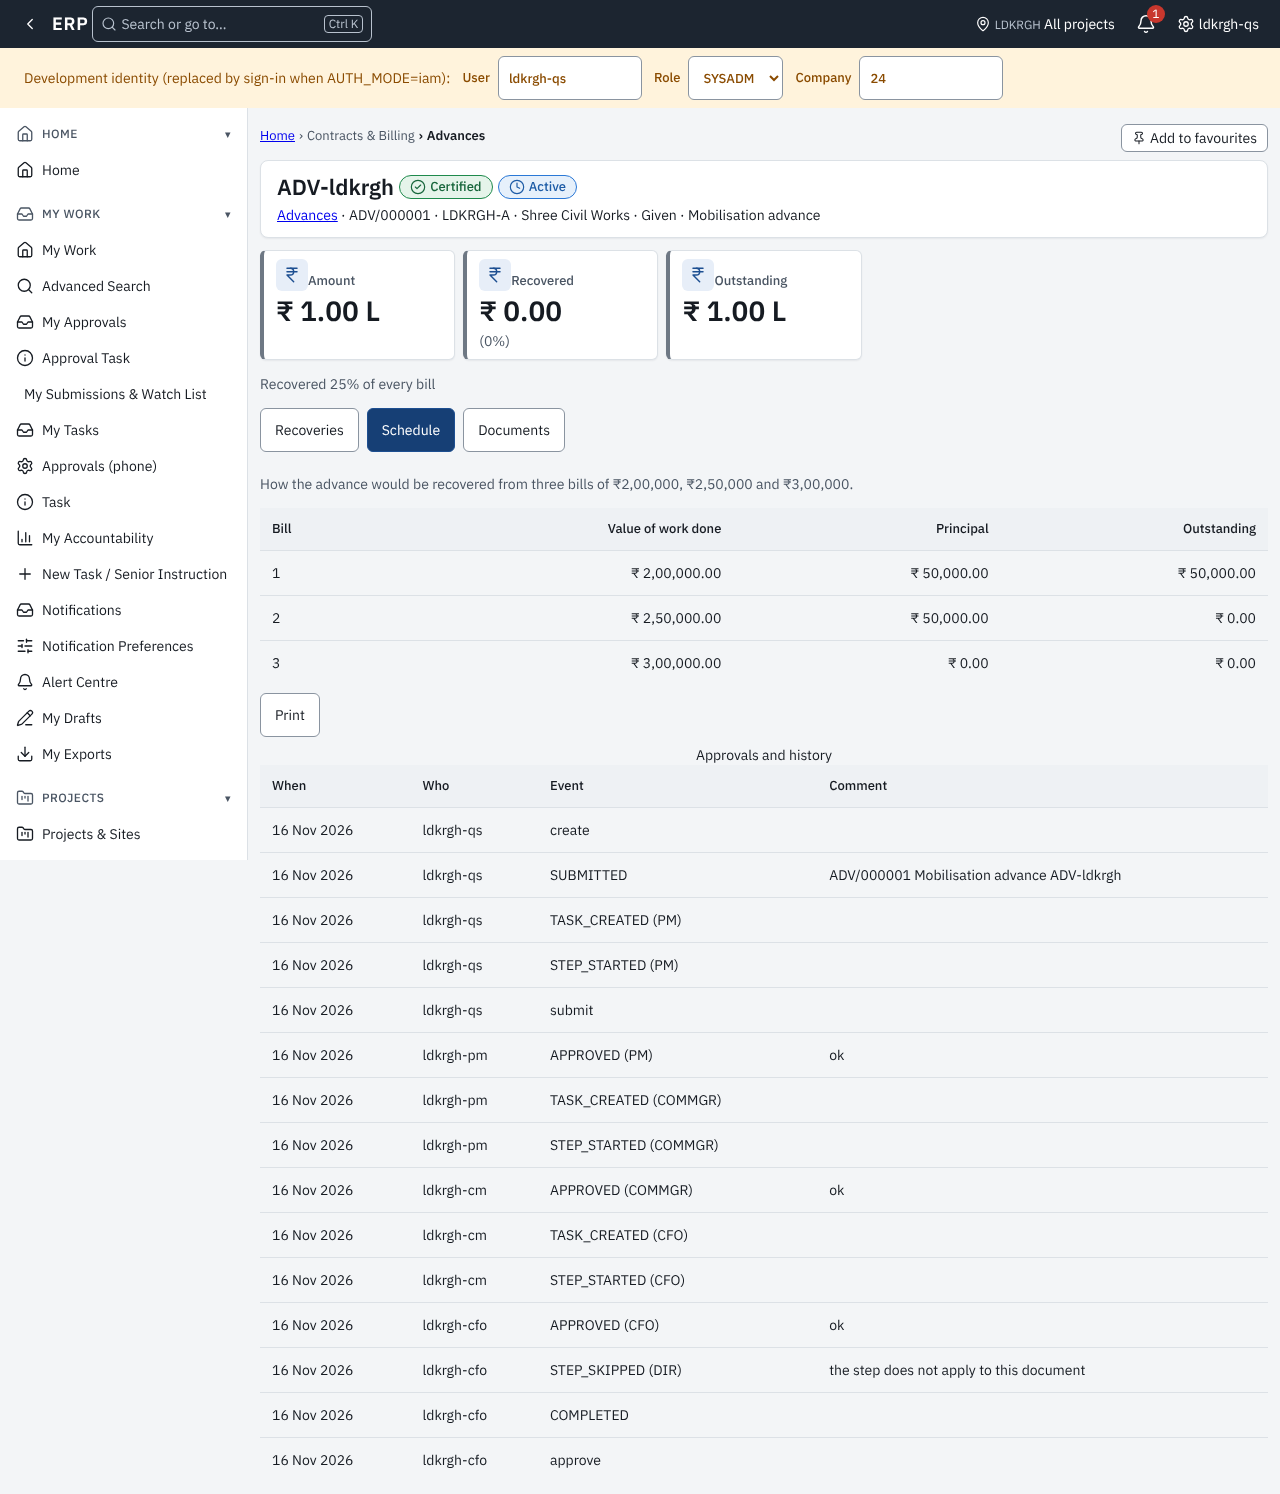 ERP Search or go to... Ctrl K LDKRGH All projects 1 ldkrgh-qs
Development identity (replaced by sign-in when AUTH_MODE=iam): User ldkrgh-qs Role SYSADM Company 24
HOME
Home
MY WORK
My Work
Advanced Search
My Approvals
Approval Task
My Submissions & Watch List
My Tasks
Approvals (phone)
Task
My Accountability
New Task / Senior Instruction
Notifications
Notification Preferences
Alert Centre
My Drafts
My Exports
PROJECTS
Projects & Sites
Home › Contracts & Billing › Advances
Add to favourites
ADV-ldkrgh Certified Active
Advances · ADV/000001 · LDKRGH-A · Shree Civil Works · Given · Mobilisation advance
₹ Amount
₹ 1.00 L
₹ Recovered
₹ 0.00
(0%)
₹ Outstanding
₹ 1.00 L
Recovered 25% of every bill
Recoveries Schedule Documents
How the advance would be recovered from three bills of ₹2,00,000, ₹2,50,000 and ₹3,00,000.
Bill Value of work done Principal Outstanding
1 ₹ 2,00,000.00 ₹ 50,000.00 ₹ 50,000.00
2 ₹ 2,50,000.00 ₹ 50,000.00 ₹ 0.00
3 ₹ 3,00,000.00 ₹ 0.00 ₹ 0.00
Print
Approvals and history
When Who Event Comment
16 Nov 2026 ldkrgh-qs create
16 Nov 2026 ldkrgh-qs SUBMITTED ADV/000001 Mobilisation advance ADV-ldkrgh
16 Nov 2026 ldkrgh-qs TASK_CREATED (PM)
16 Nov 2026 ldkrgh-qs STEP_STARTED (PM)
16 Nov 2026 ldkrgh-qs submit
16 Nov 2026 ldkrgh-pm APPROVED (PM) ok
16 Nov 2026 ldkrgh-pm TASK_CREATED (COMMGR)
16 Nov 2026 ldkrgh-pm STEP_STARTED (COMMGR)
16 Nov 2026 ldkrgh-cm APPROVED (COMMGR) ok
16 Nov 2026 ldkrgh-cm TASK_CREATED (CFO)
16 Nov 2026 ldkrgh-cm STEP_STARTED (CFO)
16 Nov 2026 ldkrgh-cfo APPROVED (CFO) ok
16 Nov 2026 ldkrgh-cfo STEP_SKIPPED (DIR) the step does not apply to this document
16 Nov 2026 ldkrgh-cfo COMPLETED
16 Nov 2026 ldkrgh-cfo approve